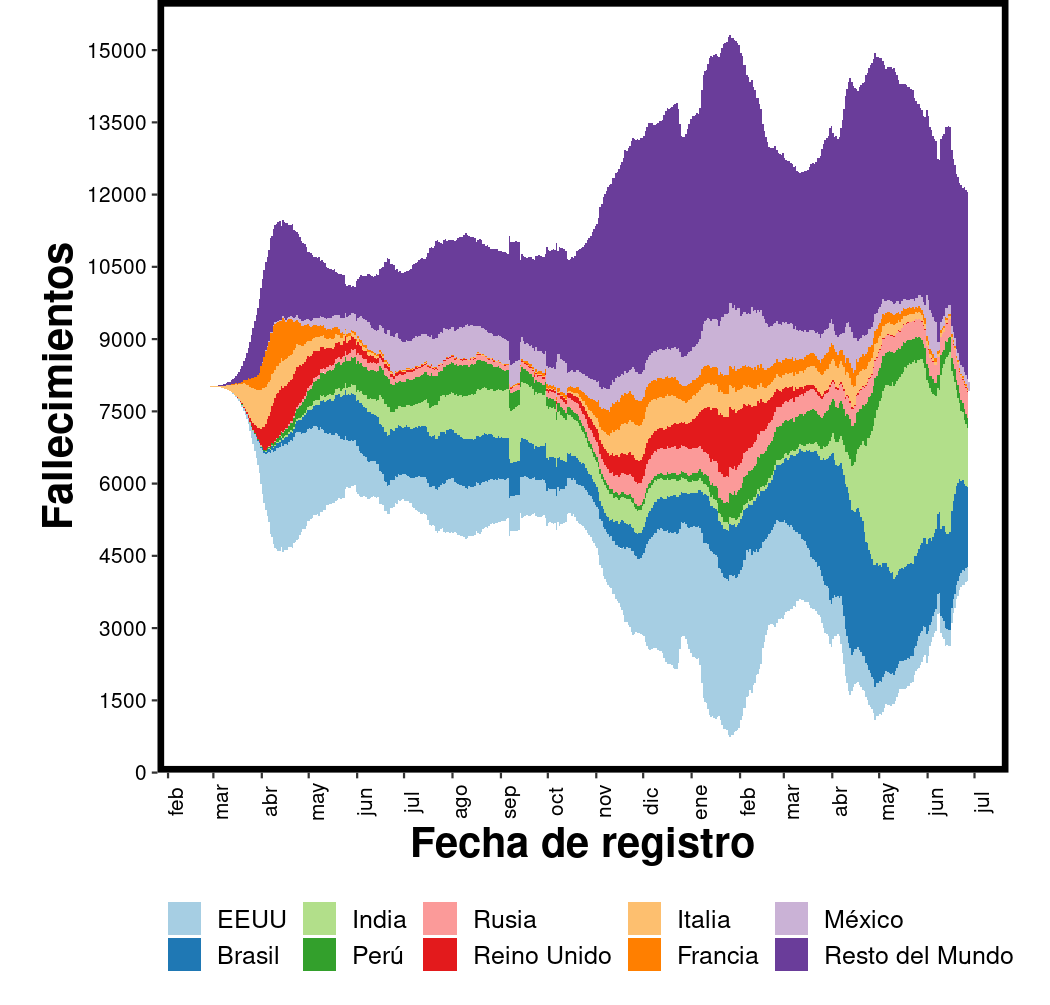 Fallecimientos
15000
13500
12000
10500
9000
7500
6000
4500
3000
1500
0
feb mar abr may jun jul ago sep oct nov dic ene feb mar abr may jun jul
Fecha de registro
EEUU India Rusia Italia México
Brasil Perú Reino Unido Francia Resto del Mundo